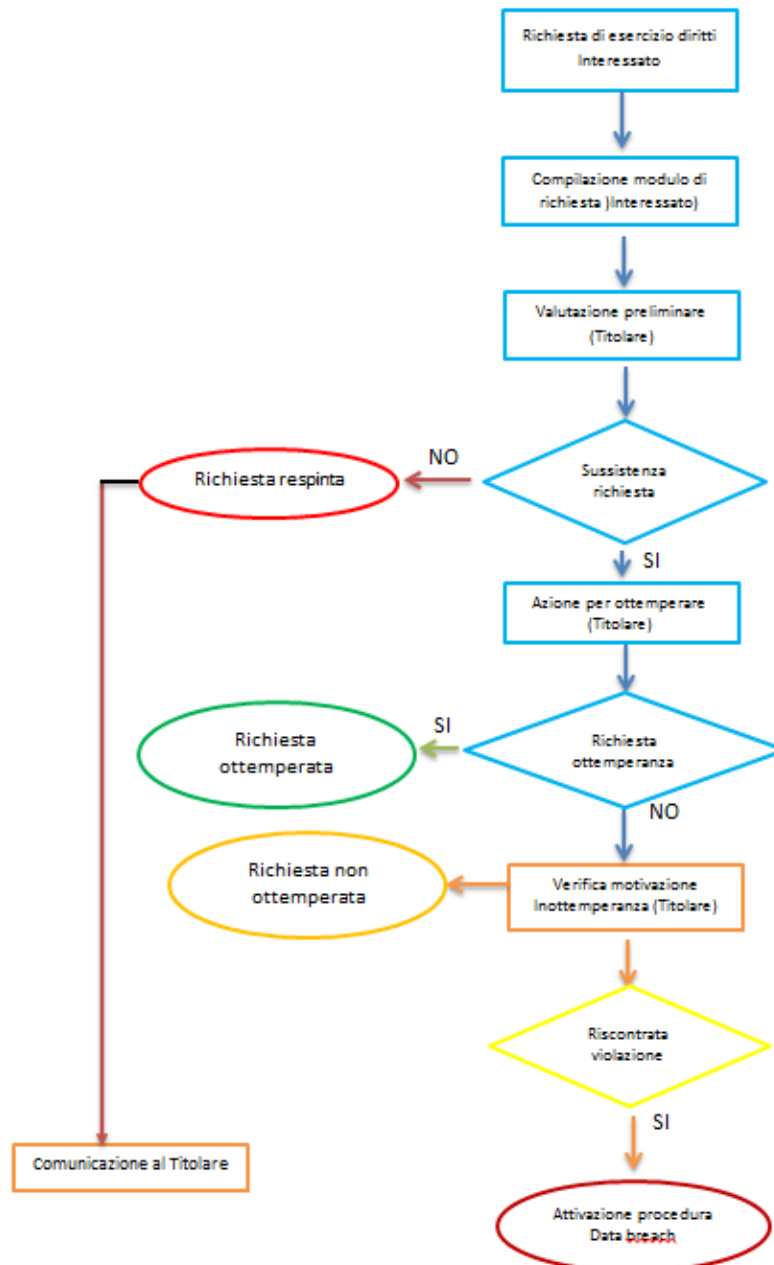 Richiesta di esercizio diritti
Interessato
Compilazione modulo di
richiesta )Interessato)
Valutazione preliminare
(Titolare)
Sussistenza
richiesta
NO
Richiesta respinta
SI
Azione per ottemperare
(Titolare)
Richiesta
ottemperanza
SI
Richiesta
ottemperata
NO
Verifica motivazione
Inottemperanza (Titolare)
Richiesta non
ottemperata
Riscontrata
violazione
SI
Comunicazione al Titolare
Attivazione procedura
Data breach